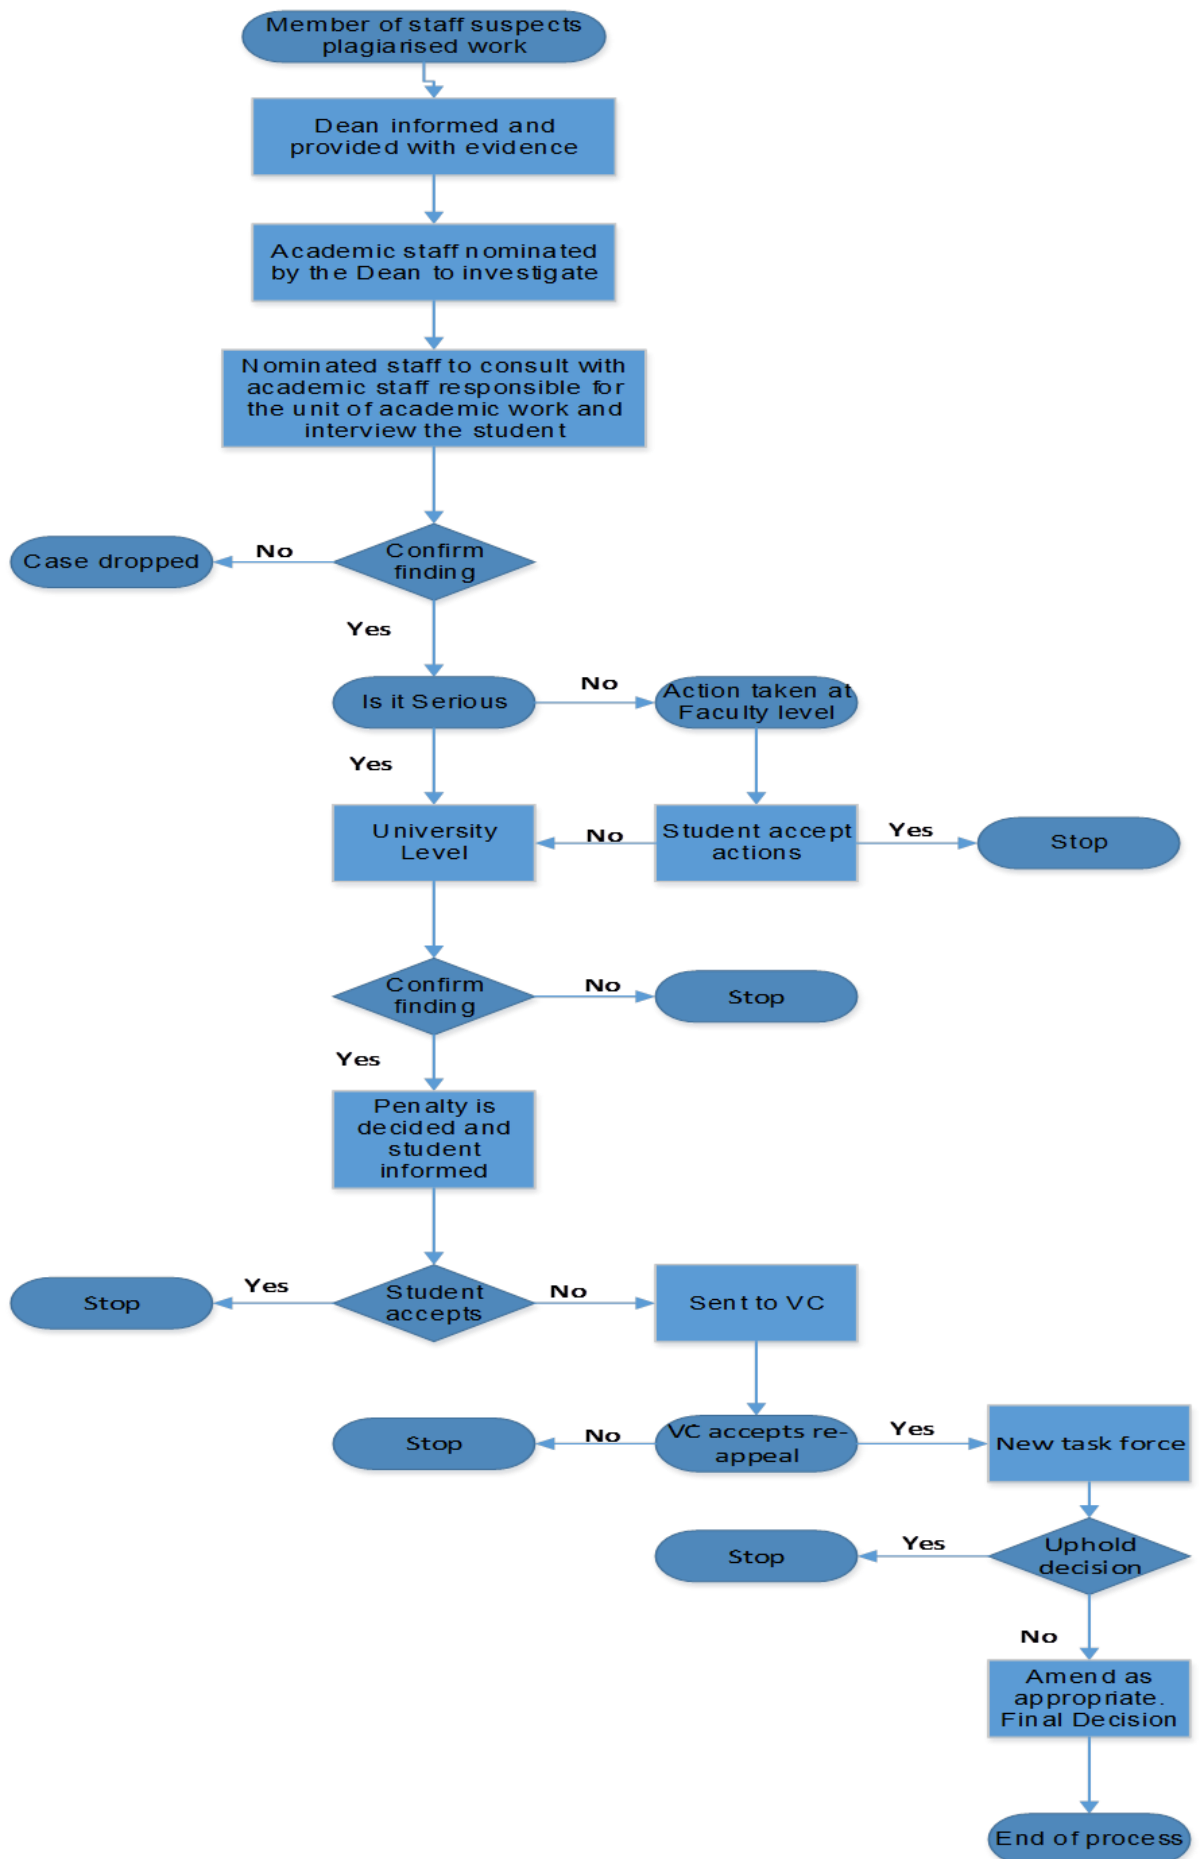 Member of staff suspects
plagiarised work
Dean informed and
provided with evidence
Academic staff nominated
by the Dean to investigate
Nominated staff to consult with
academic staff responsible for
the unit of academic work and
interview the student
Case dropped
No
Confirm
finding
Yes
Is it Serious
No
Action taken at
Faculty level
Yes
University
Level
No
Student accept
actions
Yes
Stop
Confirm
finding
No
Stop
Yes
Penalty is
decided and
student
informed
Stop
Yes
Student
accepts
No
Sent to VC
Stop
No
VC accepts re-
appeal
Yes
New task force
Stop
Yes
Uphold
decision
No
Amend as
appropriate.
Final Decision
End of process